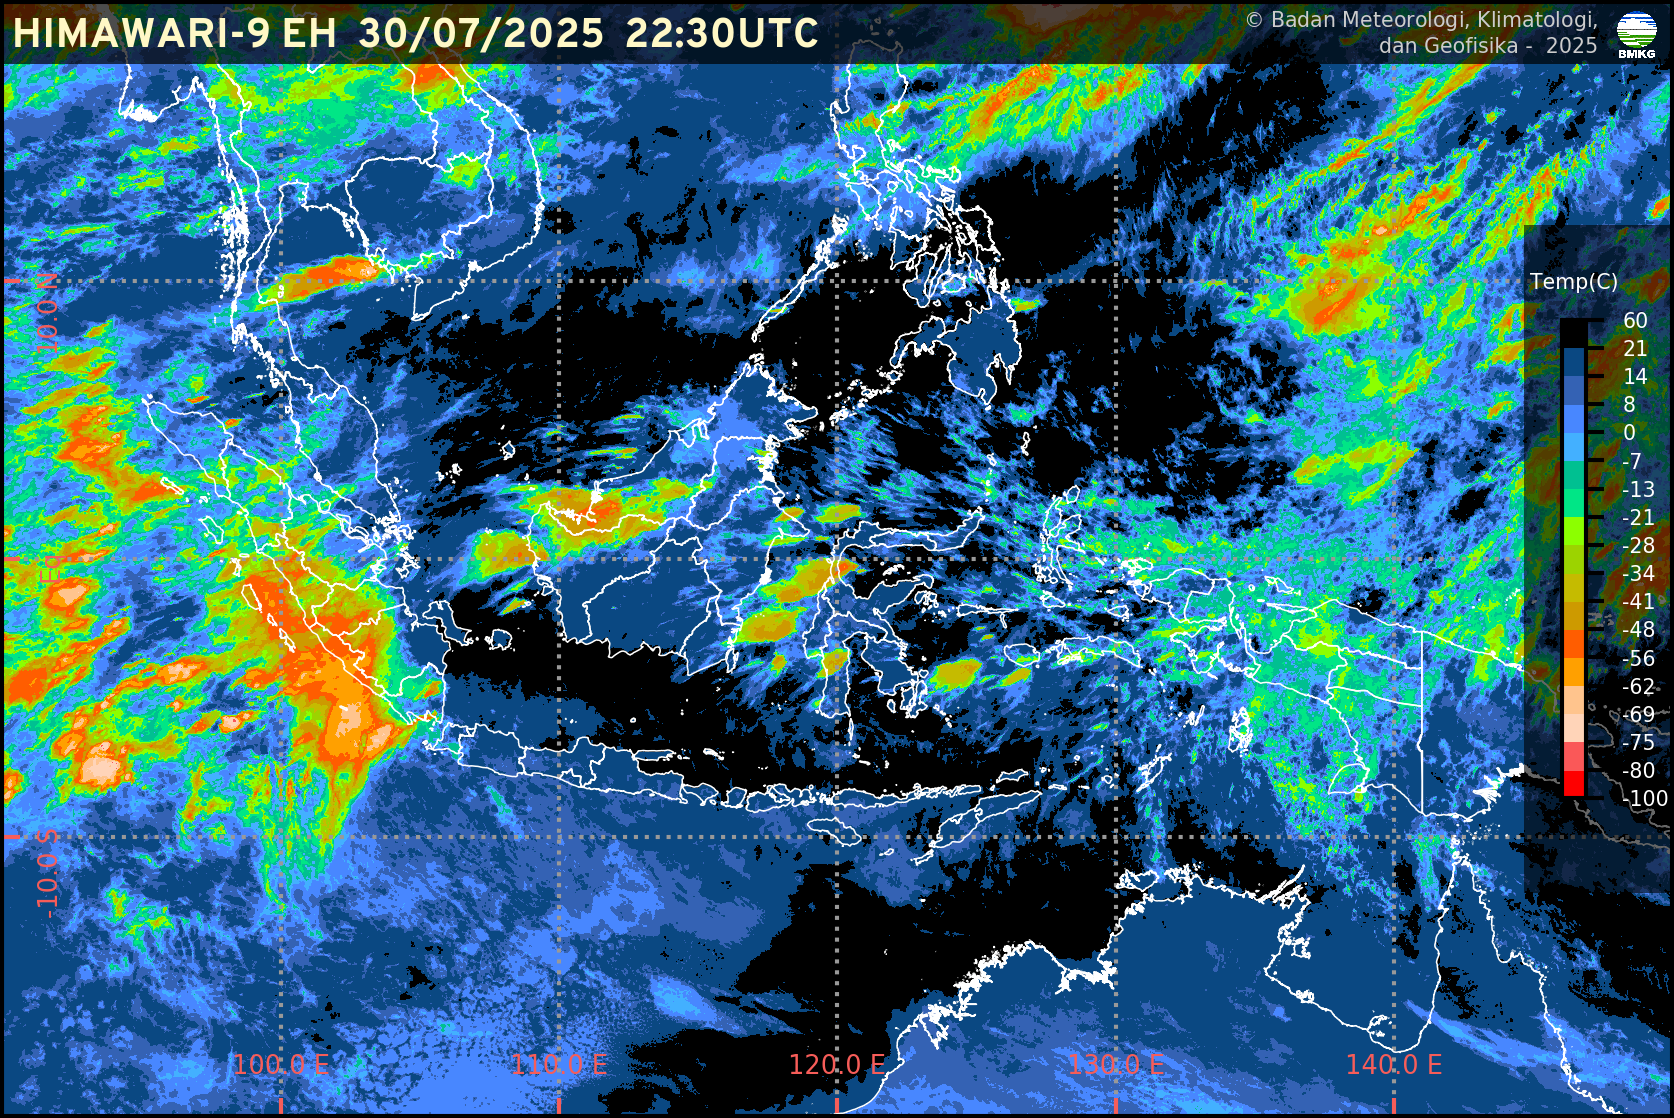 HIMAWARI-9 EH 30/07/2025 22:30UTC
© Badan Meteorologi, Klimatologi,
dan Geofisika - 2025
BMKG
Temp(C)
60
21
14
8
0
-7
-13
-21
-28
-34
-41
-48
-56
-62
-69
-75
-80
-100
10.0 N
Eq
-10.0 S
100.0 E
110.0 E
120.0 E
130.0 E
140.0 E